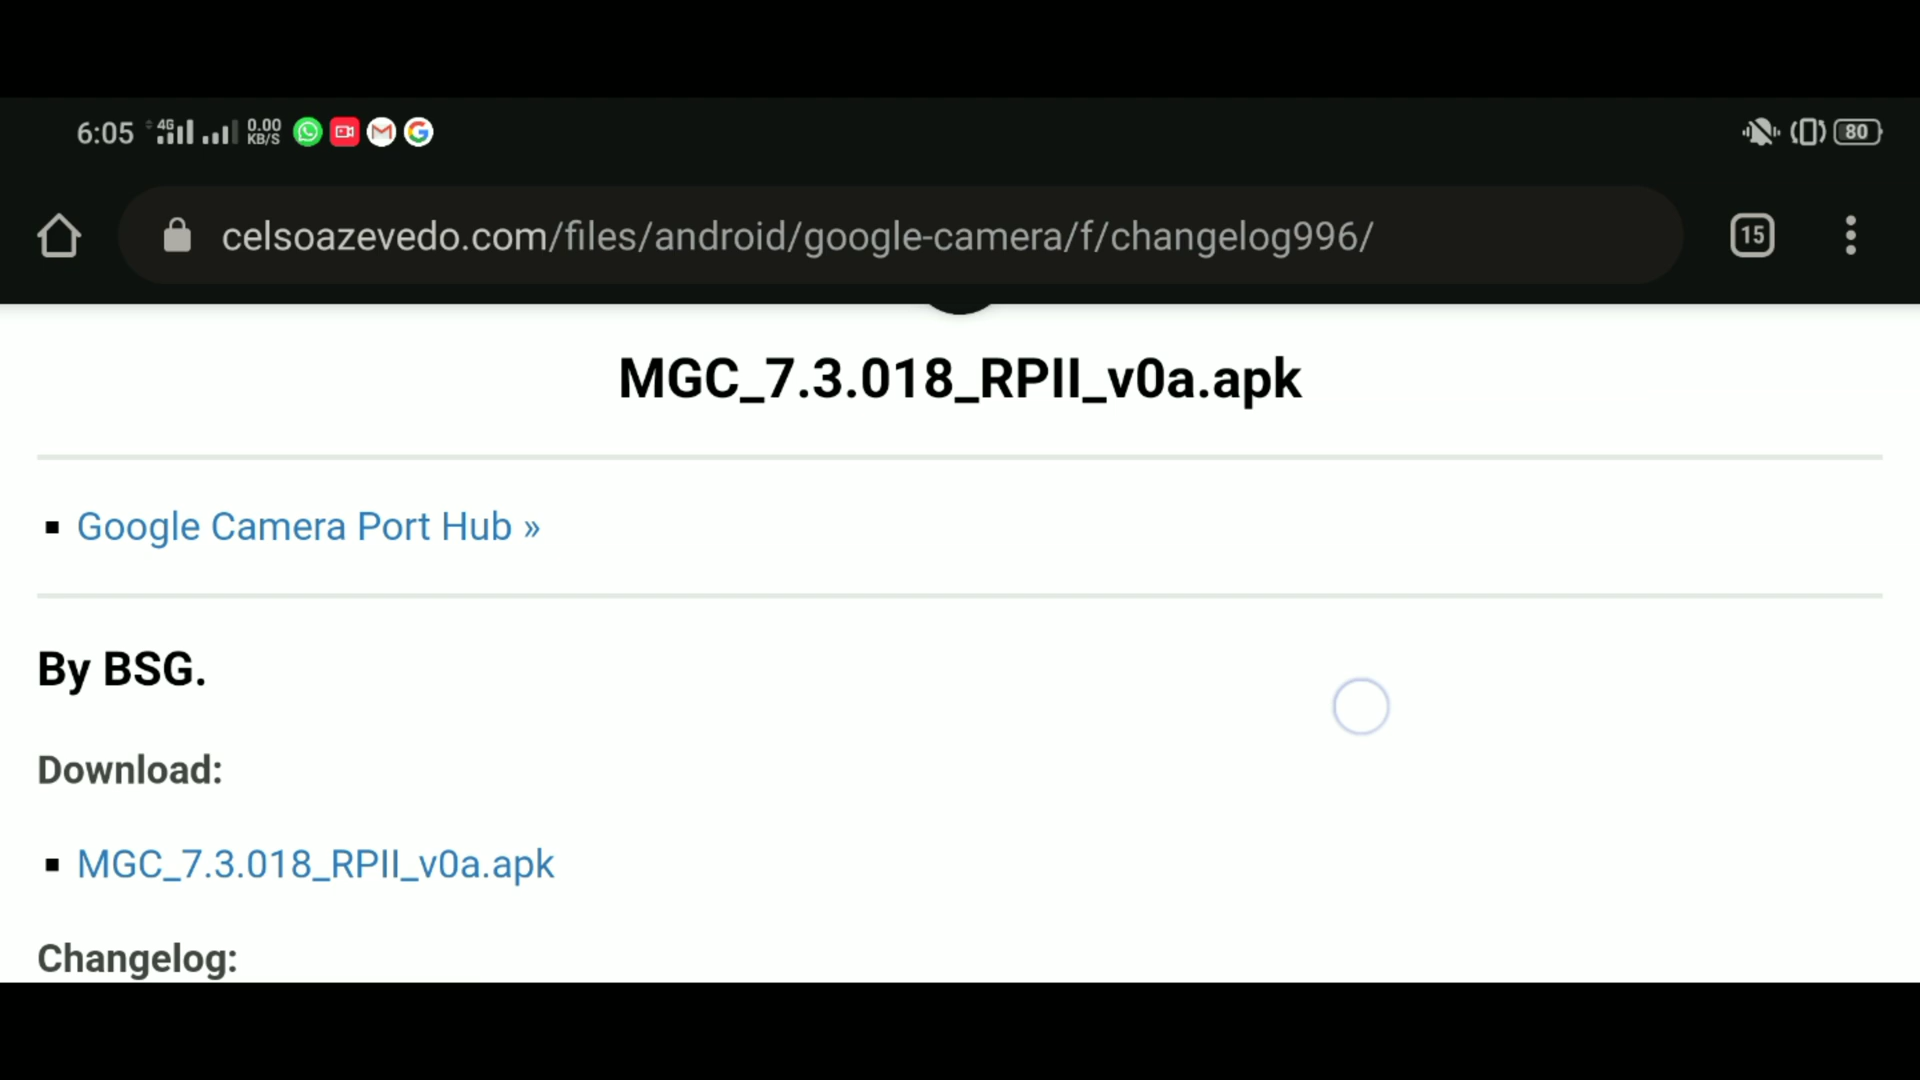 6:05 4G 0.00 KB/S 80
celsoazevedo.com/files/android/google-camera/f/changelog996/ 15
MGC_7.3.018_RPII_v0a.apk
Google Camera Port Hub »
By BSG.
Download:
MGC_7.3.018_RPII_v0a.apk
Changelog: